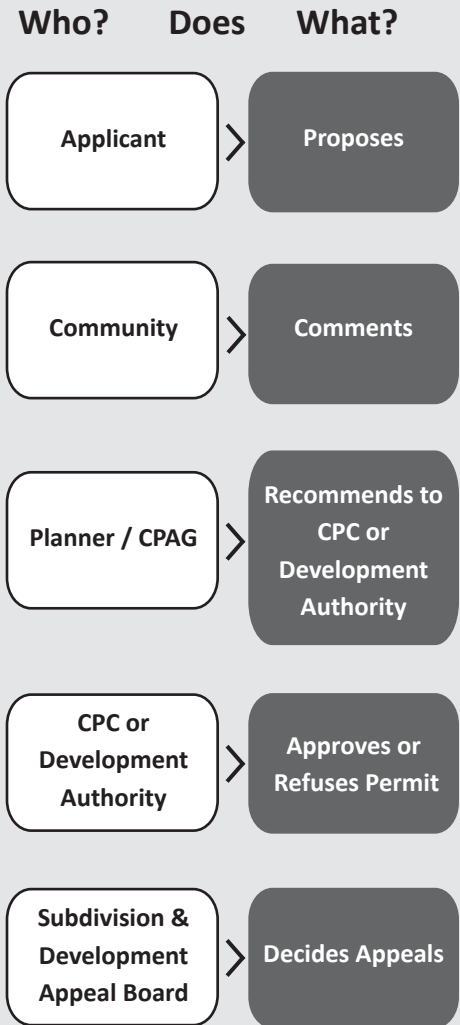 Who? Does What?
Applicant
Proposes
Community
Comments
Planner / CPAG
Recommends to
CPC or
Development
Authority
CPC or
Development
Authority
Approves or
Refuses Permit
Subdivision &
Development
Appeal Board
Decides Appeals